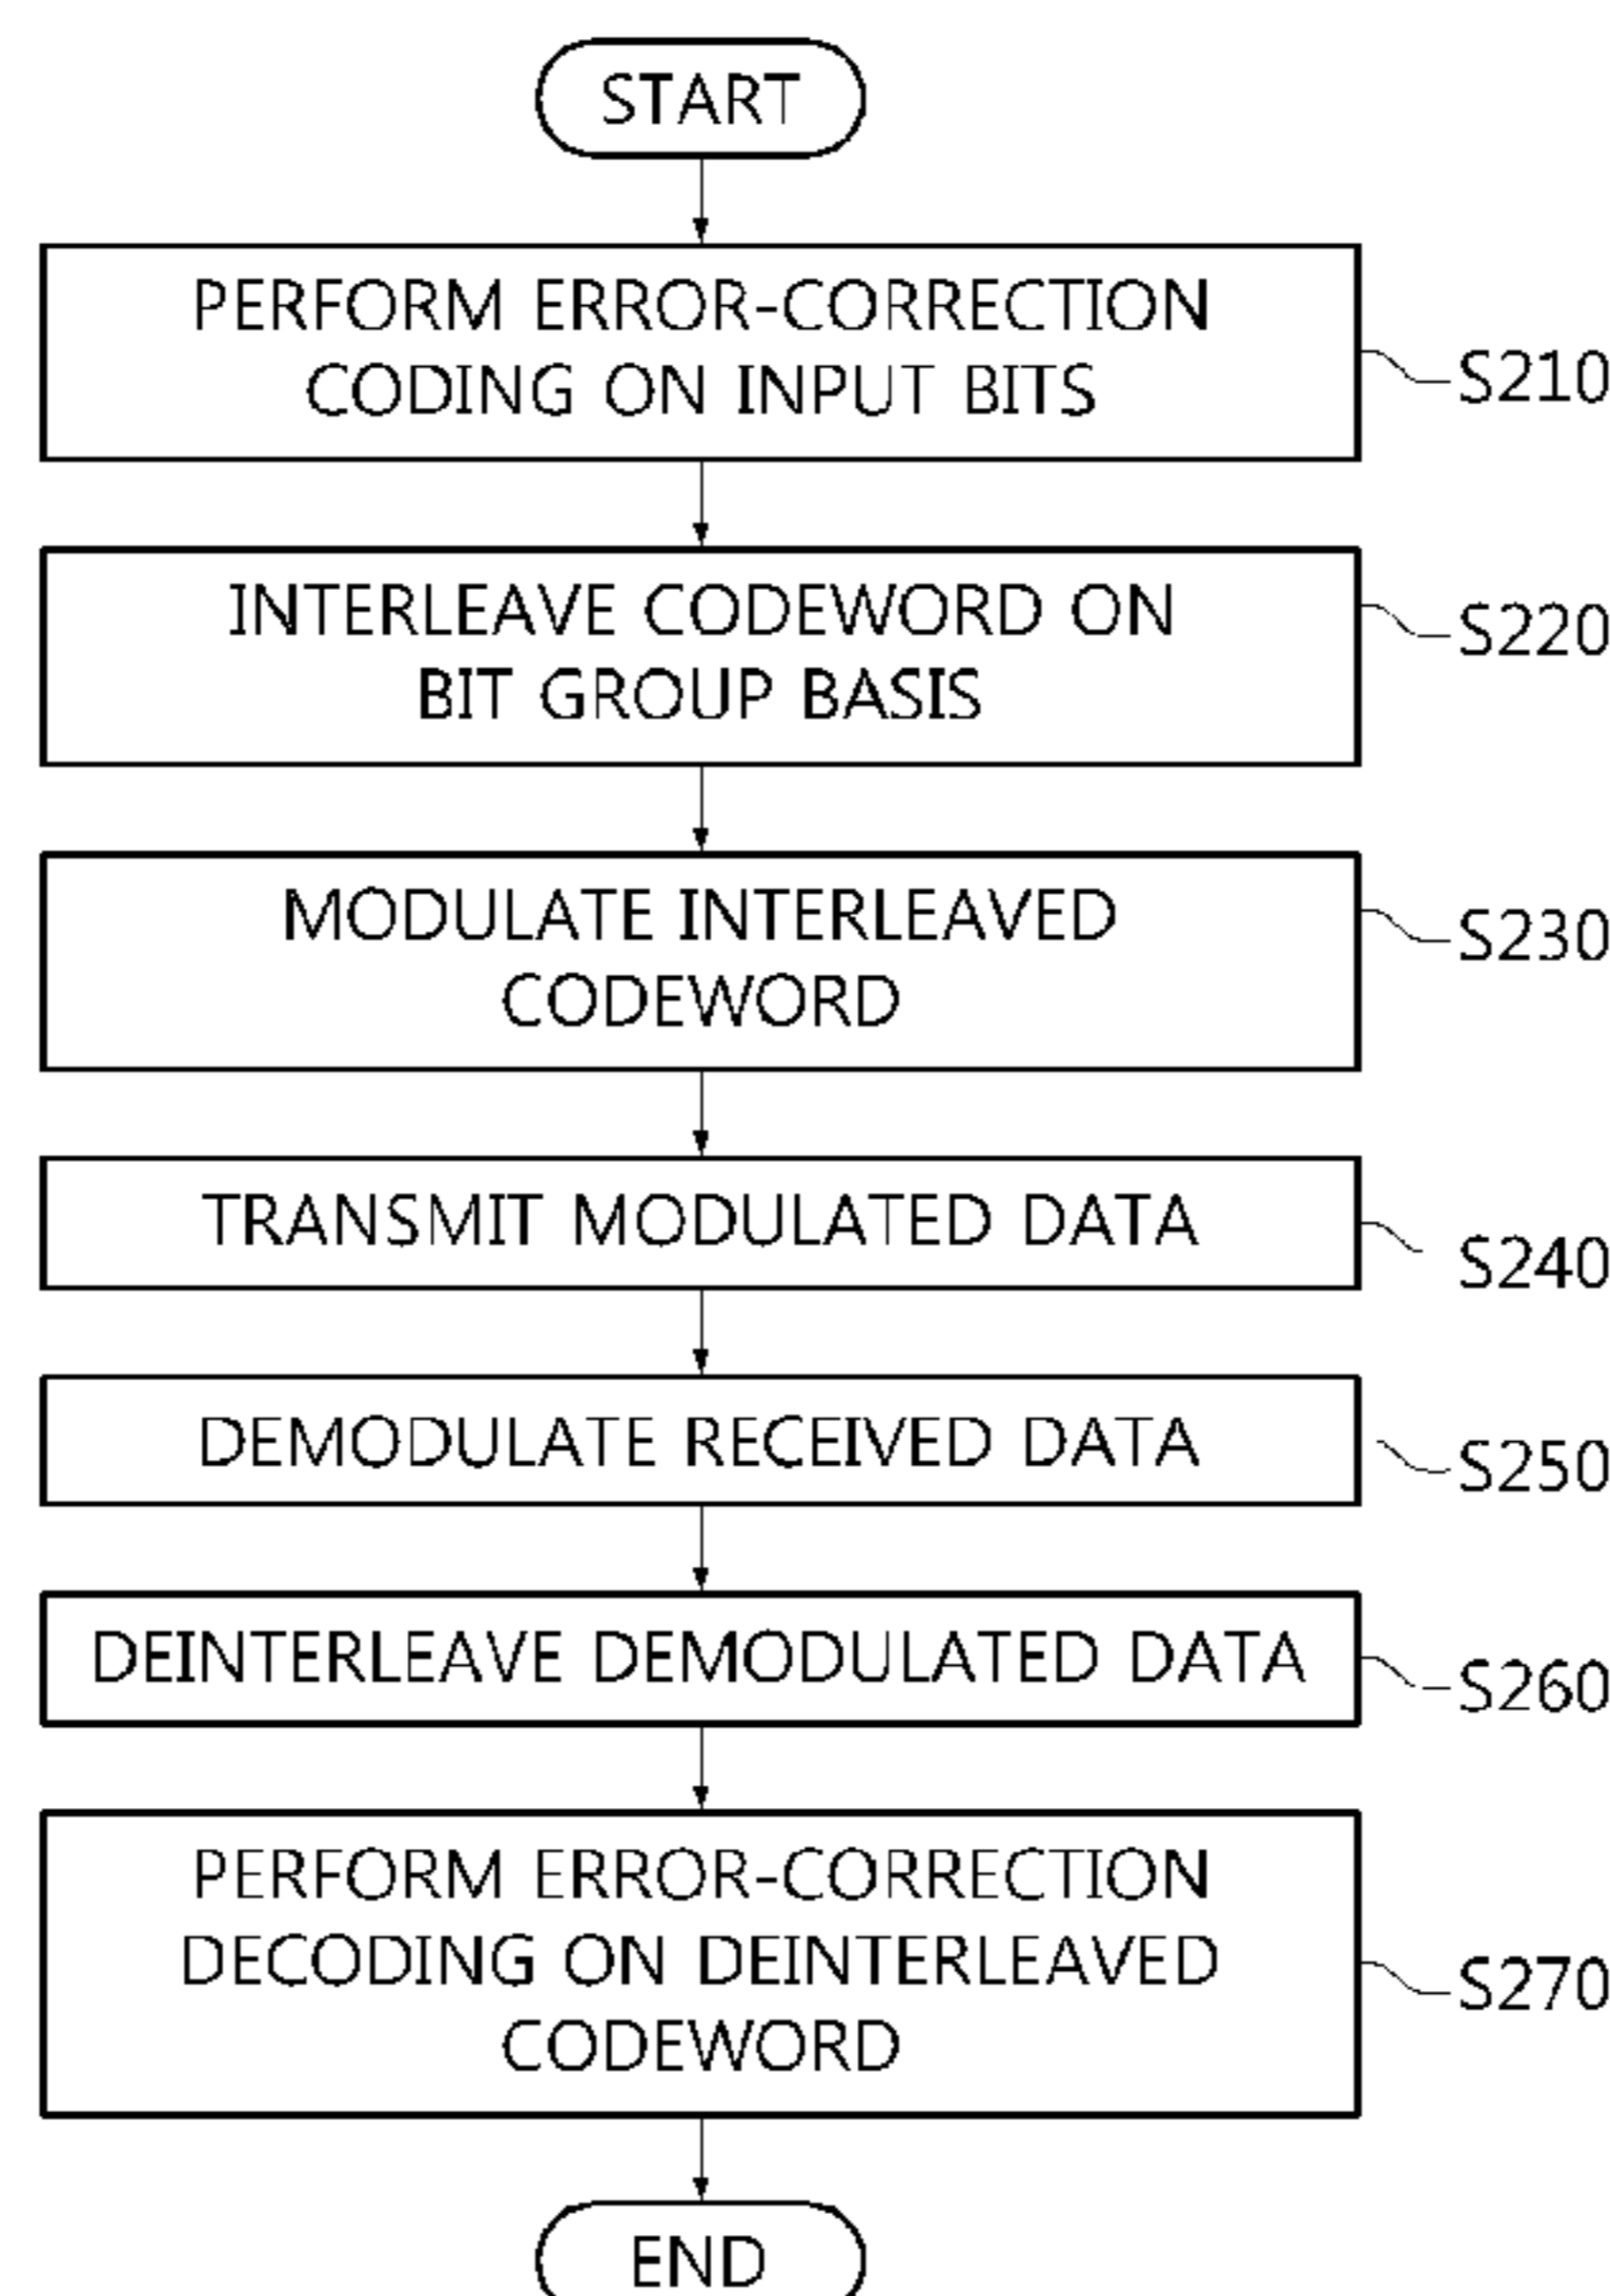 START
PERFORM ERROR-CORRECTION
CODING ON INPUT BITS
S210
INTERLEAVE CODEWORD ON
BIT GROUP BASIS
S220
MODULATE INTERLEAVED
CODEWORD
S230
TRANSMIT MODULATED DATA
S240
DEMODULATE RECEIVED DATA
S250
DEINTERLEAVE DEMODULATED DATA
S260
PERFORM ERROR-CORRECTION
DECODING ON DEINTERLEAVED
CODEWORD
S270
END